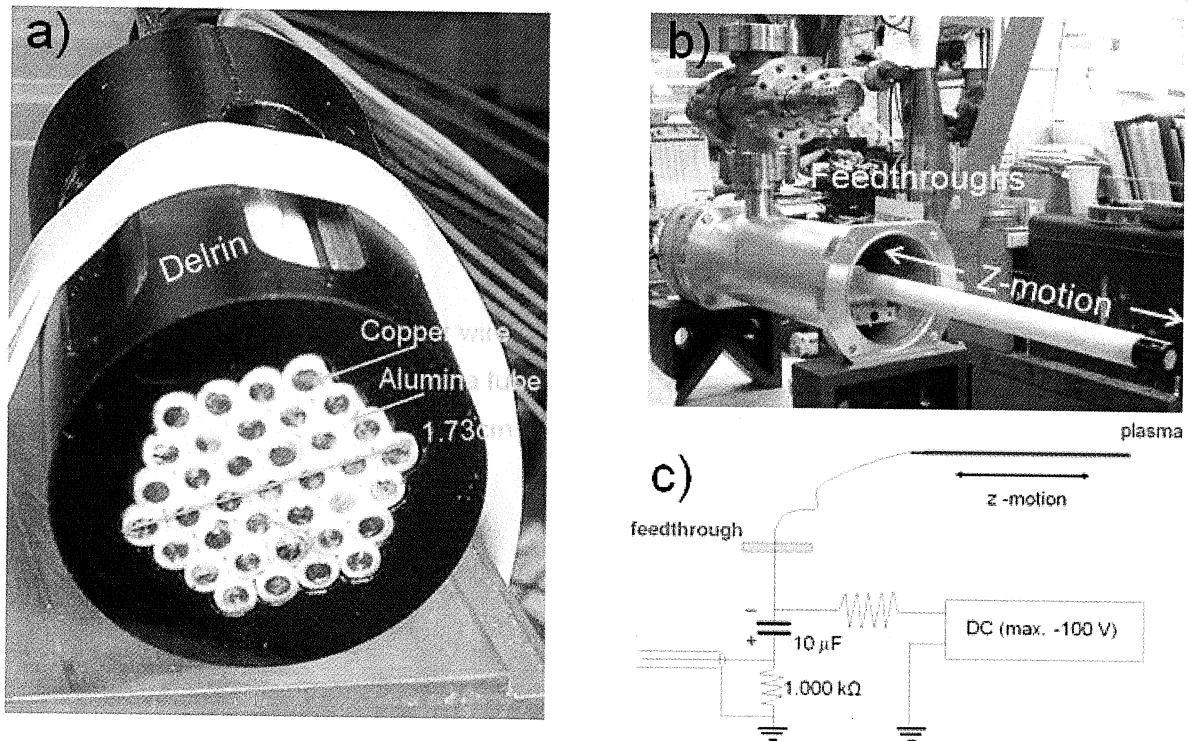 a)
Delrin
Copper wire
Alumina tube
1.73cm
b)
Feedthroughs
Z-motion
plasma
c)
z -motion
feedthrough
-
+
10 µF
DC (max. -100 V)
1.000 kΩ